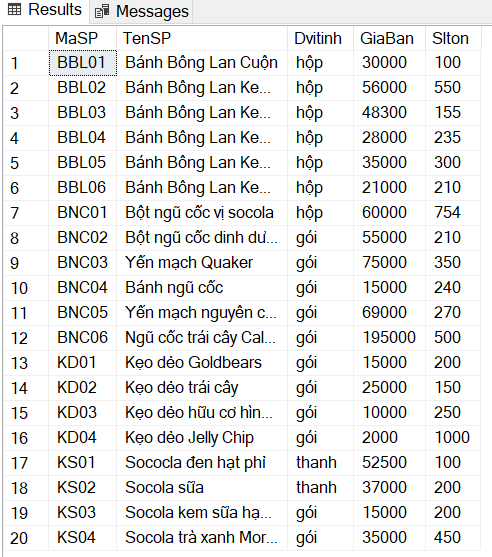 Results Messages
MaSP TenSP Dvitinh GiaBan Slton
1 BBL01 Bánh Bông Lan Cuộn hộp 30000 100
2 BBL02 Bánh Bông Lan Ke... hộp 56000 550
3 BBL03 Bánh Bông Lan Ke... hộp 48300 155
4 BBL04 Bánh Bông Lan Ke... hộp 28000 235
5 BBL05 Bánh Bông Lan Ke... hộp 35000 300
6 BBL06 Bánh Bông Lan Ke... hộp 21000 210
7 BNC01 Bột ngũ cốc vị socola hộp 60000 754
8 BNC02 Bột ngũ cốc dinh dư... gói 55000 210
9 BNC03 Yến mạch Quaker gói 75000 350
10 BNC04 Bánh ngũ cốc gói 15000 240
11 BNC05 Yến mạch nguyên c... gói 69000 270
12 BNC06 Ngũ cốc trái cây Cal... gói 195000 500
13 KD01 Kẹo dẻo Goldbears gói 15000 200
14 KD02 Kẹo dẻo trái cây gói 25000 150
15 KD03 Kẹo dẻo hữu cơ hìn... gói 10000 250
16 KD04 Kẹo dẻo Jelly Chip gói 2000 1000
17 KS01 Sococla đen hạt phỉ thanh 52500 100
18 KS02 Socola sữa thanh 37000 200
19 KS03 Socola kem sữa hạ... gói 15000 200
20 KS04 Socola trà xanh Mor... gói 35000 450